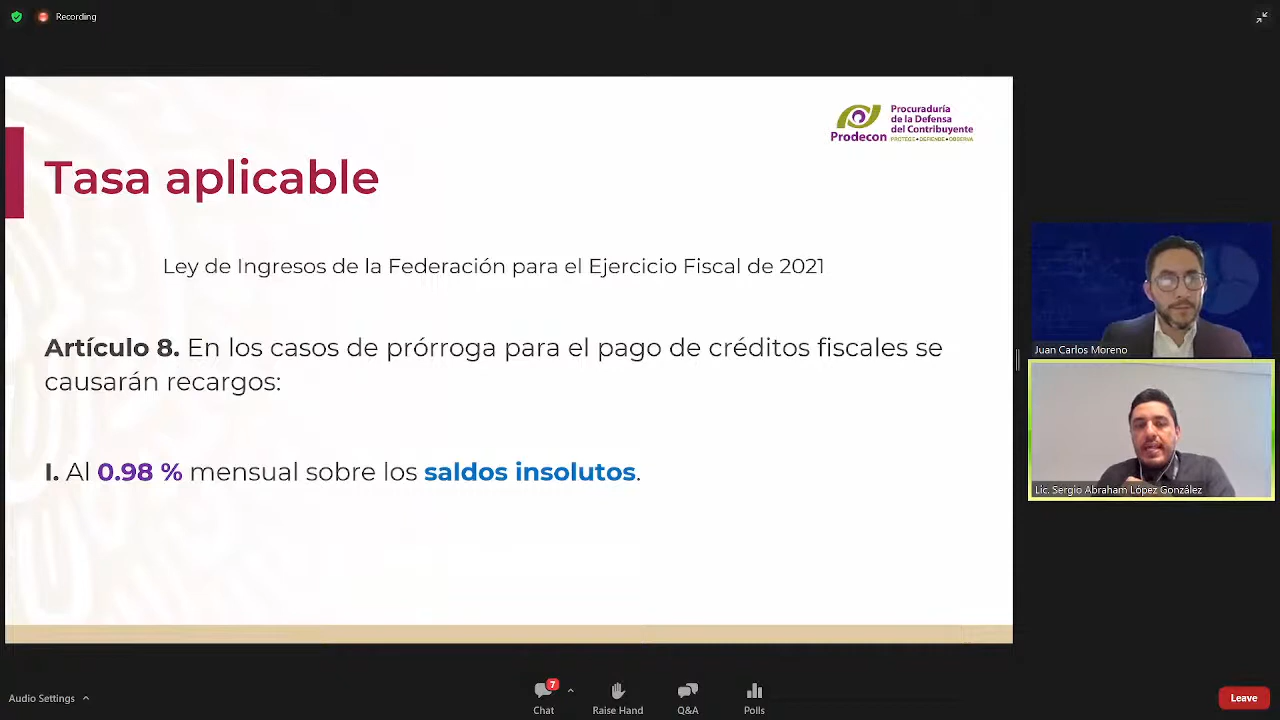 Recording
Procuraduría
de la Defensa
del Contribuyente
Prodecon PROTEGE • DEFIENDE • OBSERVA
Tasa aplicable
Ley de Ingresos de la Federación para el Ejercicio Fiscal de 2021
Artículo 8. En los casos de prórroga para el pago de créditos fiscales se
causarán recargos:
I. Al 0.98 % mensual sobre los saldos insolutos.
Juan Carlos Moreno
Lic. Sergio Abraham López González
Audio Settings
7
Chat
Raise Hand
Q&A
Polls
Leave